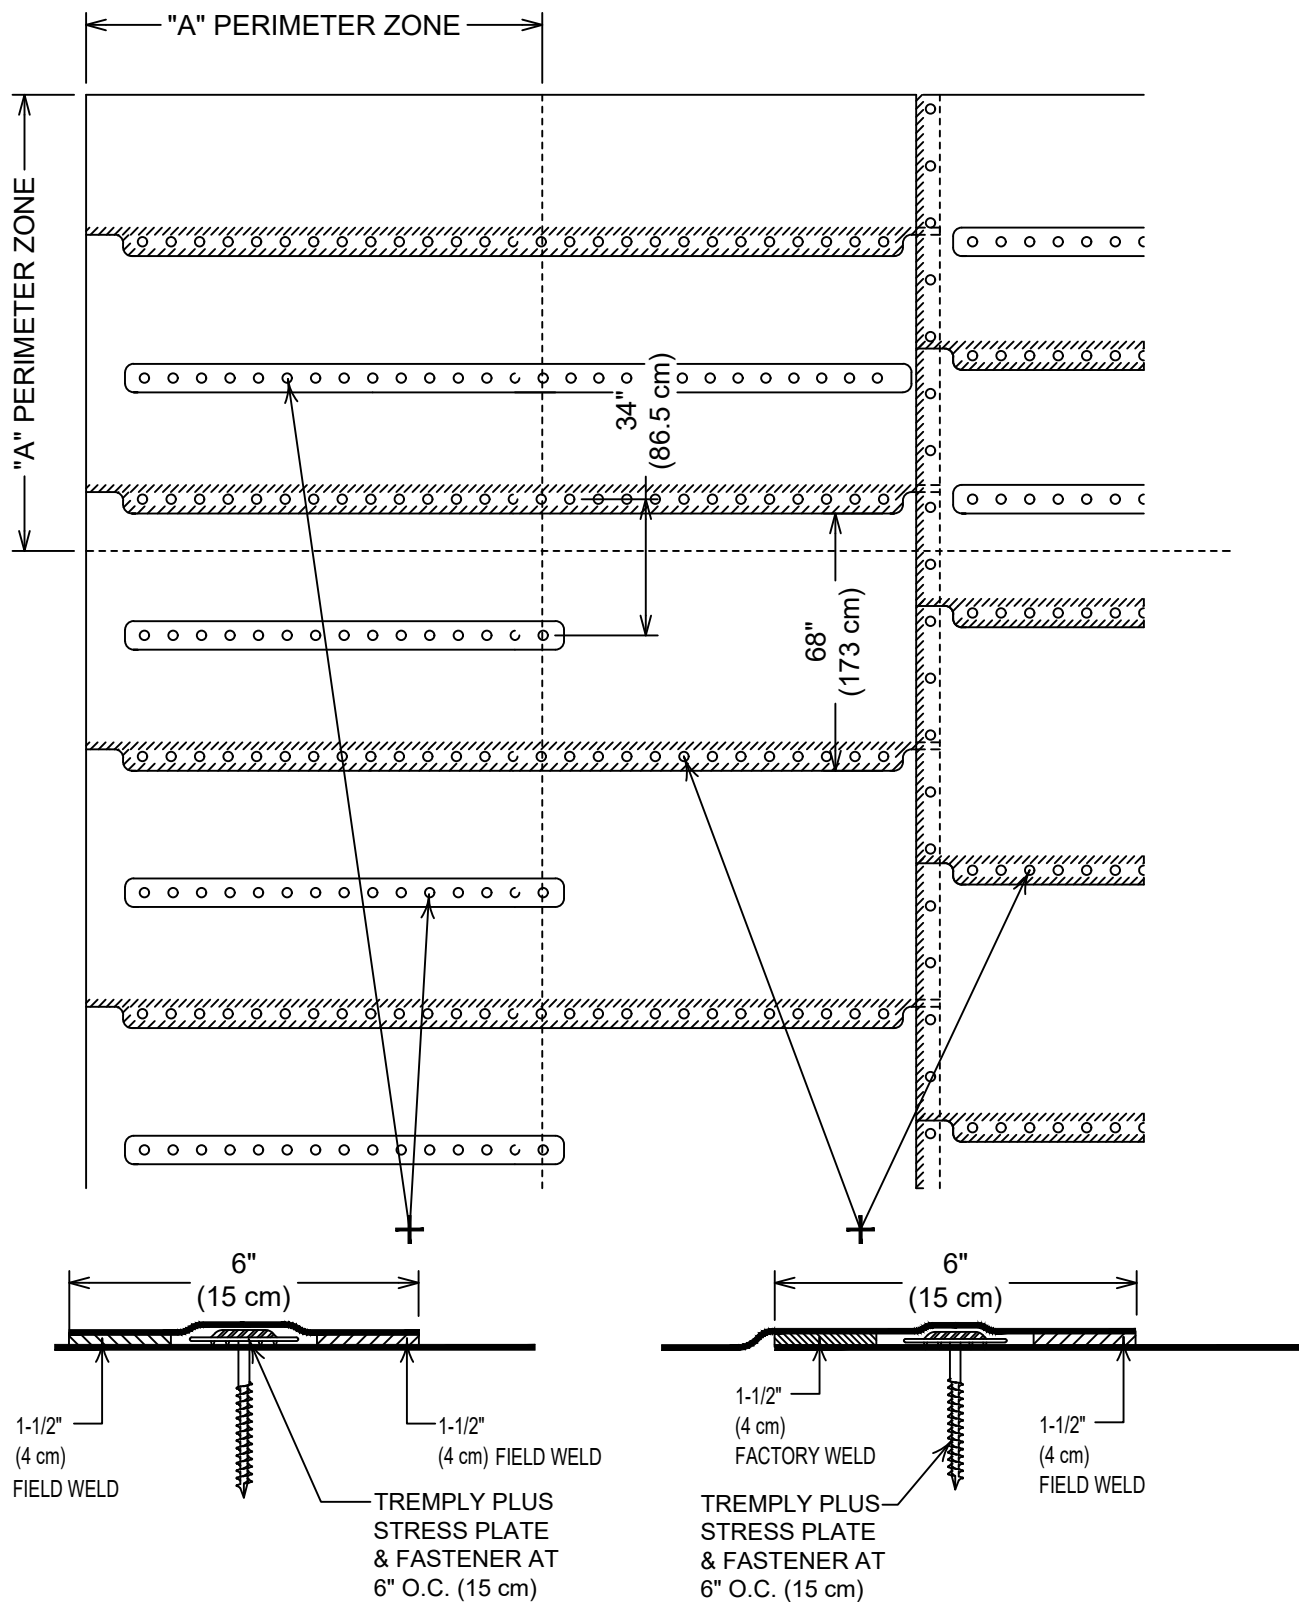 "A" PERIMETER ZONE
"A" PERIMETER ZONE
34"
(86.5 cm)
68"
(173 cm)
6"
(15 cm)
6"
(15 cm)
1-1/2"
(4 cm)
FIELD WELD
1-1/2"
(4 cm) FIELD WELD
TREMPLY PLUS
STRESS PLATE
& FASTENER AT
6" O.C. (15 cm)
1-1/2"
(4 cm)
FACTORY WELD
1-1/2"
(4 cm)
FIELD WELD
TREMPLY PLUS
STRESS PLATE
& FASTENER AT
6" O.C. (15 cm)